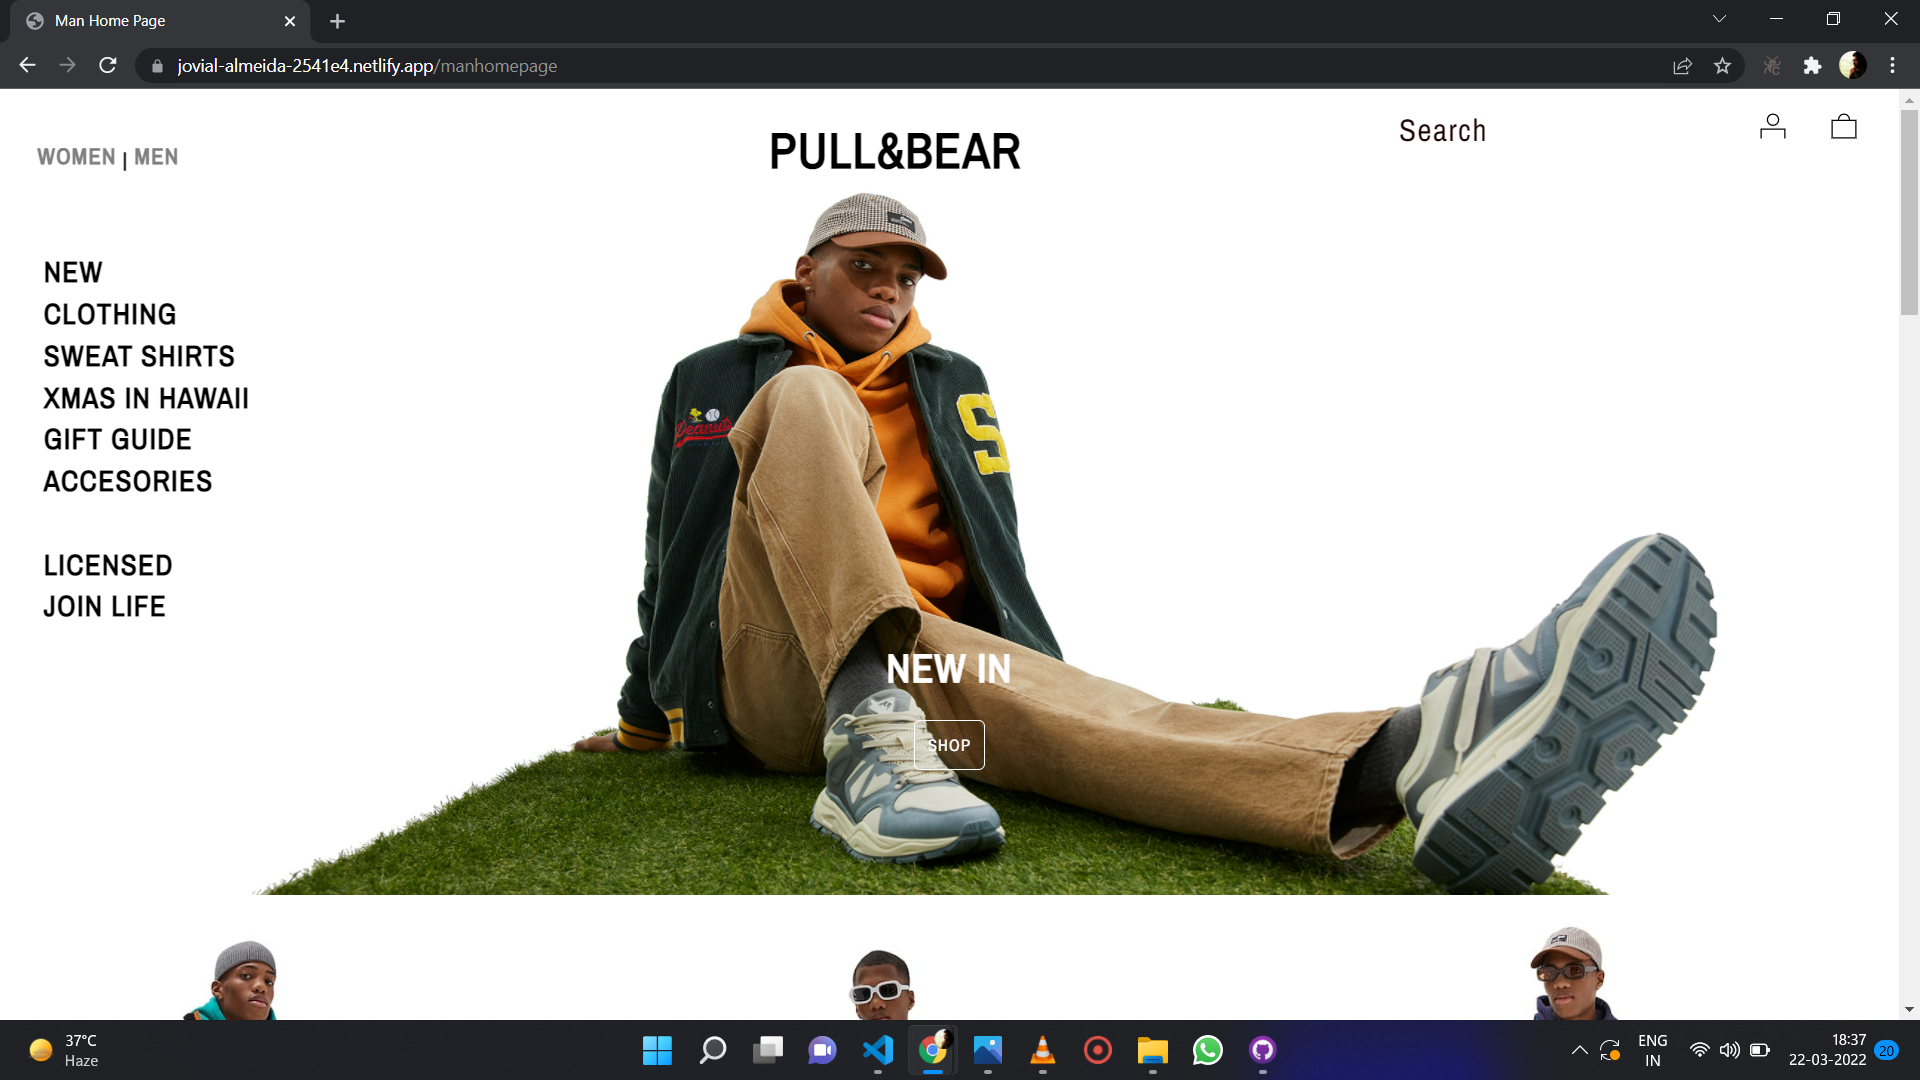 Man Home Page
jovial-almeida-2541e4.netlify.app/manhomepage
WOMEN | MEN
PULL&BEAR
Search
NEW
CLOTHING
SWEAT SHIRTS
XMAS IN HAWAII
GIFT GUIDE
ACCESORIES
LICENSED
JOIN LIFE
Peanuts
S
NEW IN
SHOP
37°C
Haze
ENG
IN
18:37
22-03-2022
20